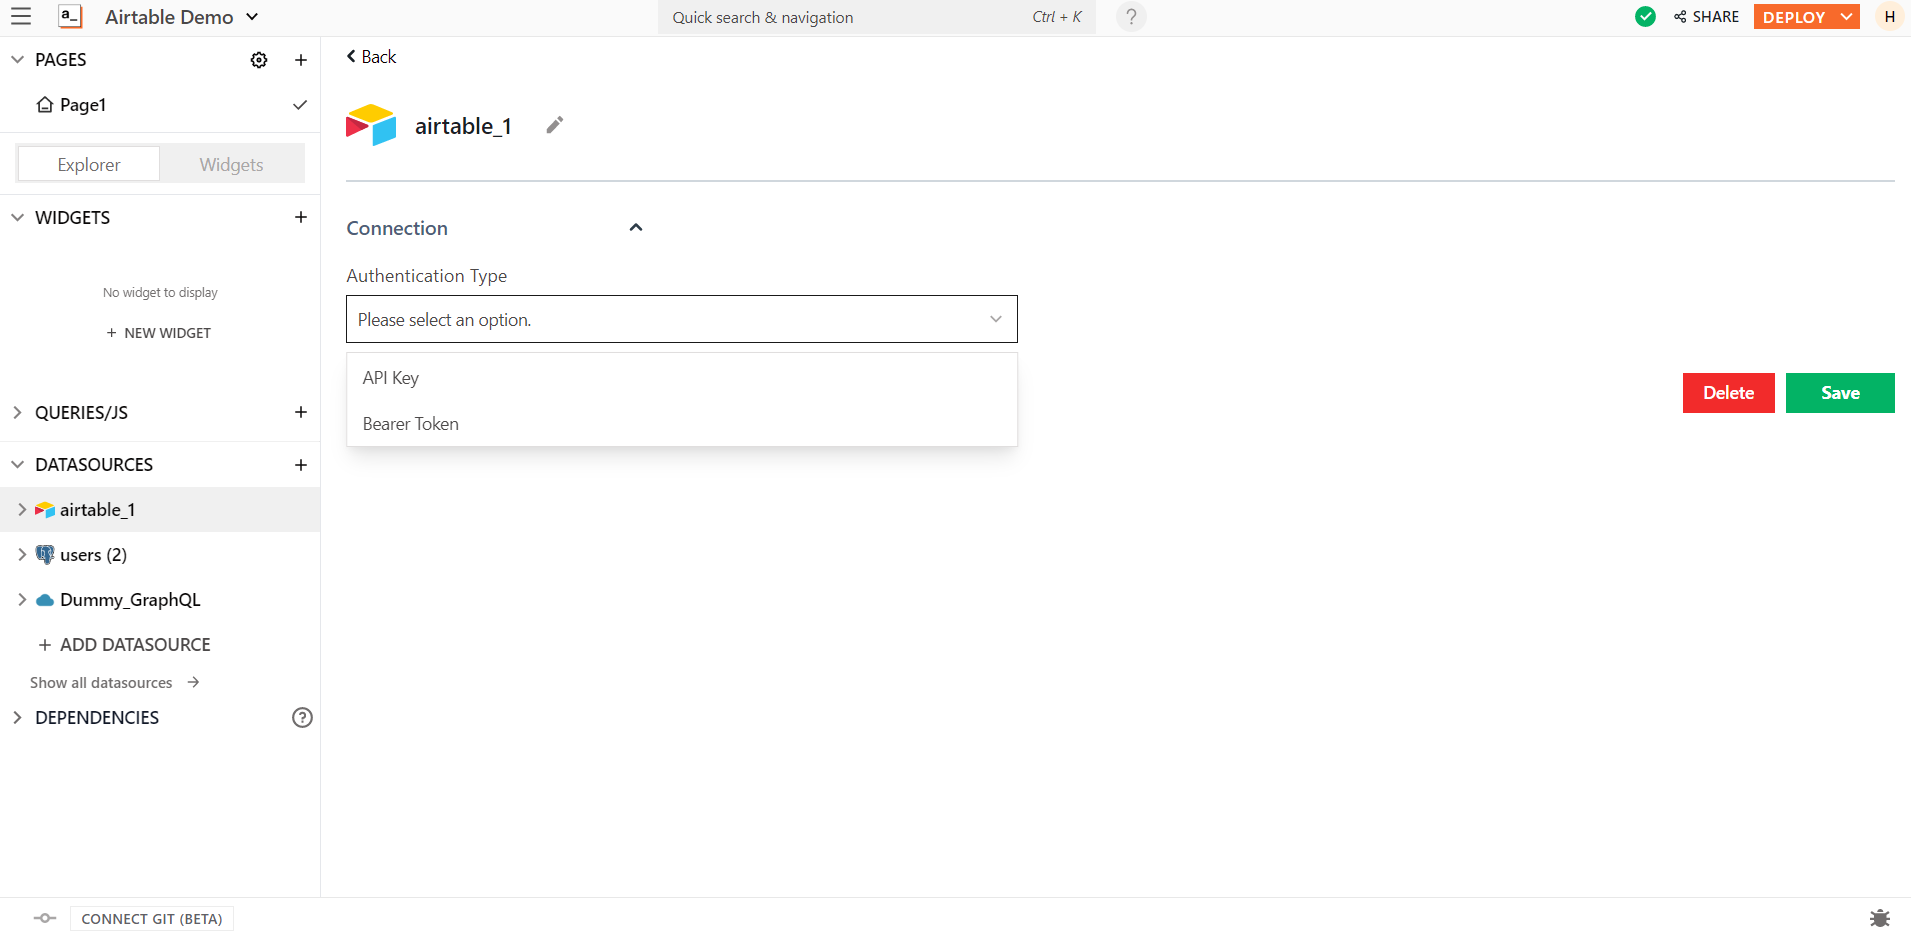 a_
Airtable Demo
Quick search & navigation
Ctrl + K
?
SHARE
DEPLOY
H
PAGES
+
Page1
Explorer
Widgets
WIDGETS
+
No widget to display
+ NEW WIDGET
QUERIES/JS
+
DATASOURCES
+
airtable_1
users (2)
Dummy_GraphQL
+ ADD DATASOURCE
Show all datasources
DEPENDENCIES
?
CONNECT GIT (BETA)
Back
airtable_1
Connection
Authentication Type
Please select an option.
API Key
Bearer Token
Delete
Save